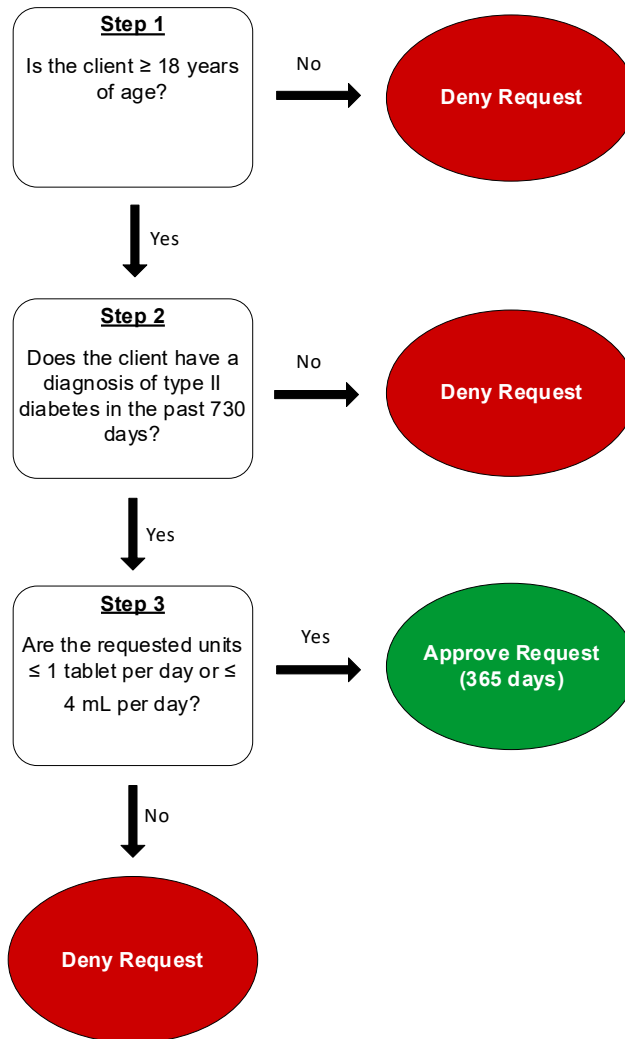 Step 1
Is the client ≥ 18 years
of age?
No
Deny Request
Yes
Step 2
Does the client have a
diagnosis of type II
diabetes in the past 730
days?
No
Deny Request
Yes
Step 3
Are the requested units
≤ 1 tablet per day or ≤
4 mL per day?
Yes
Approve Request
(365 days)
No
Deny Request